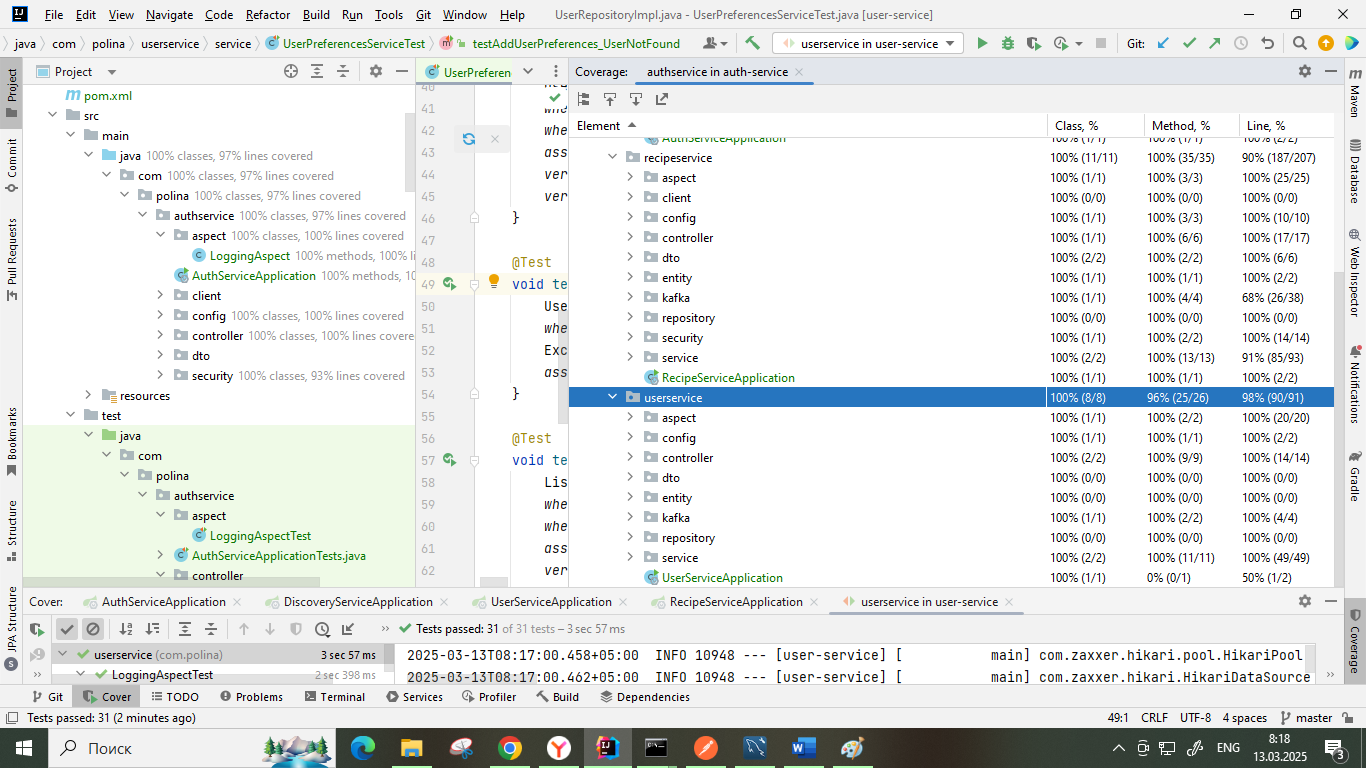 File Edit View Navigate Code Refactor Build Run Tools Git Window Help UserRepositoryImpl.java - UserPreferencesServiceTest.java [user-service]
java com polina userservice service UserPreferencesServiceTest testAddUserPreferences_UserNotFound userservice in user-service Git:
Project
pom.xml
src
main
java 100% classes, 97% lines covered
com 100% classes, 97% lines covered
polina 100% classes, 97% lines covered
authservice 100% classes, 97% lines covered
aspect 100% classes, 100% lines covered
LoggingAspect 100% methods, 100% li
AuthServiceApplication 100% methods, 10
client
config 100% classes, 100% lines covered
controller 100% classes, 100% lines covere
dto
security 100% classes, 93% lines covered
resources
test
java
com
polina
authservice
aspect
LoggingAspectTest
AuthServiceApplicationTests.java
controller
UserPreferen
40
41 whe
42 whe
43 ass
44 ver
45 ver
46 }
47
48 @Test
49 void te
50 Use
51 whe
52 Exc
53 ass
54 }
55
56 @Test
57 void te
58 Lis
59 whe
60 whe
61 ass
62 ver
Coverage: authservice in auth-service
Element Class, % Method, % Line, %
AuthServiceApplication 100% (1/1) 100% (1/1) 100% (2/2)
recipeservice 100% (11/11) 100% (35/35) 90% (187/207)
aspect 100% (1/1) 100% (3/3) 100% (25/25)
client 100% (0/0) 100% (0/0) 100% (0/0)
config 100% (1/1) 100% (3/3) 100% (10/10)
controller 100% (1/1) 100% (6/6) 100% (17/17)
dto 100% (2/2) 100% (2/2) 100% (6/6)
entity 100% (1/1) 100% (1/1) 100% (2/2)
kafka 100% (1/1) 100% (4/4) 68% (26/38)
repository 100% (0/0) 100% (0/0) 100% (0/0)
security 100% (1/1) 100% (2/2) 100% (14/14)
service 100% (2/2) 100% (13/13) 91% (85/93)
RecipeServiceApplication 100% (1/1) 100% (1/1) 100% (2/2)
userservice 100% (8/8) 96% (25/26) 98% (90/91)
aspect 100% (1/1) 100% (2/2) 100% (20/20)
config 100% (1/1) 100% (1/1) 100% (2/2)
controller 100% (2/2) 100% (9/9) 100% (14/14)
dto 100% (0/0) 100% (0/0) 100% (0/0)
entity 100% (0/0) 100% (0/0) 100% (0/0)
kafka 100% (1/1) 100% (2/2) 100% (4/4)
repository 100% (0/0) 100% (0/0) 100% (0/0)
service 100% (2/2) 100% (11/11) 100% (49/49)
UserServiceApplication 100% (1/1) 0% (0/1) 50% (1/2)
Project
Commit
Pull Requests
Bookmarks
Structure
JPA Structure
Maven
Database
WebInspector
Notifications
Gradle
Coverage
Cover: AuthServiceApplication DiscoveryServiceApplication UserServiceApplication RecipeServiceApplication userservice in user-service
Tests passed: 31 of 31 tests – 3 sec 57 ms
userservice (com.polina) 3 sec 57 ms
LoggingAspectTest 2 sec 398 ms
2025-03-13T08:17:00.458+05:00 INFO 10948 --- [user-service] [ main] com.zaxxer.hikari.pool.HikariPool
2025-03-13T08:17:00.462+05:00 INFO 10948 --- [user-service] [ main] com.zaxxer.hikari.HikariDataSource
Git Cover TODO Problems Terminal Services Profiler Build Dependencies
Tests passed: 31 (2 minutes ago) 49:1 CRLF UTF-8 4 spaces master
Поиск ENG 8:18
13.03.2025
3